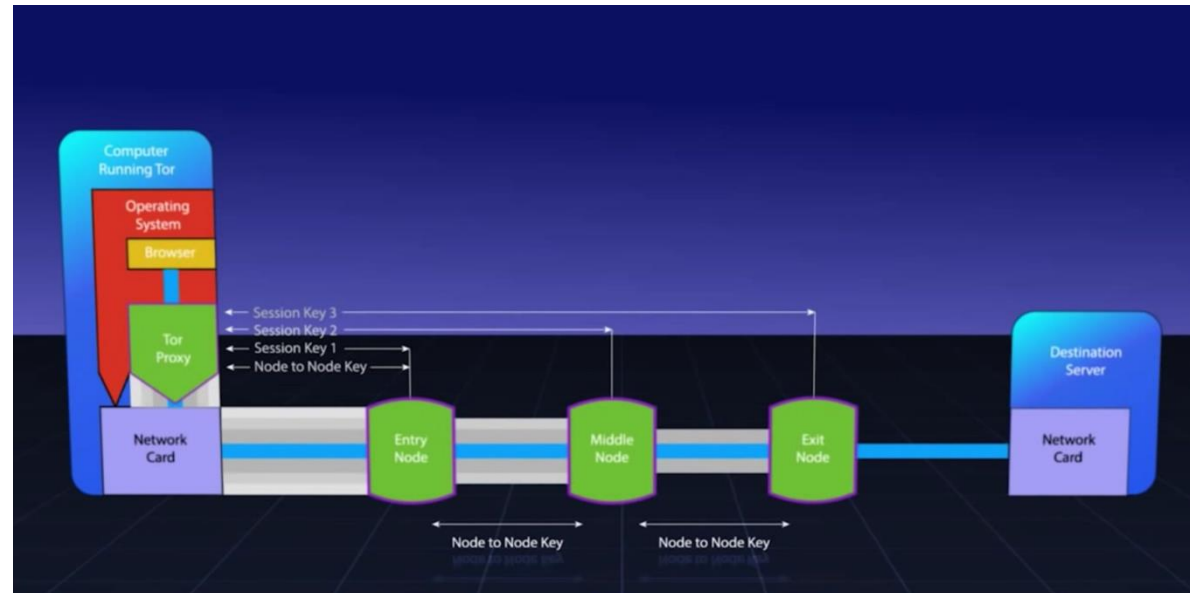 Computer
Running Tor
Operating
System
Browser
Tor
Proxy
Session Key 3
Session Key 2
Session Key 1
Node to Node Key
Network
Card
Entry
Node
Middle
Node
Exit
Node
Destination
Server
Network
Card
Node to Node Key
Node to Node Key